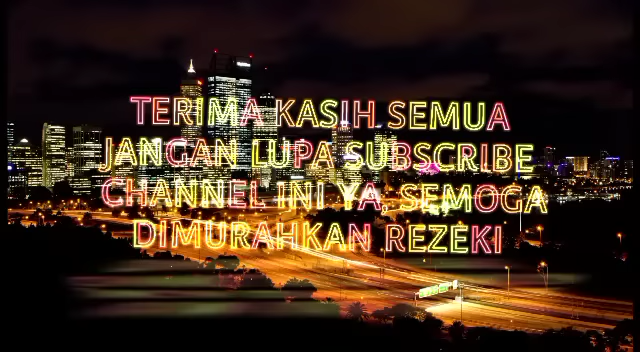 TERIMA KASIH SEMUA
JANGAN LUPA SUBSCRIBE
CHANNEL INI YA, SEMOGA
DIMURAHKAN REZEKI